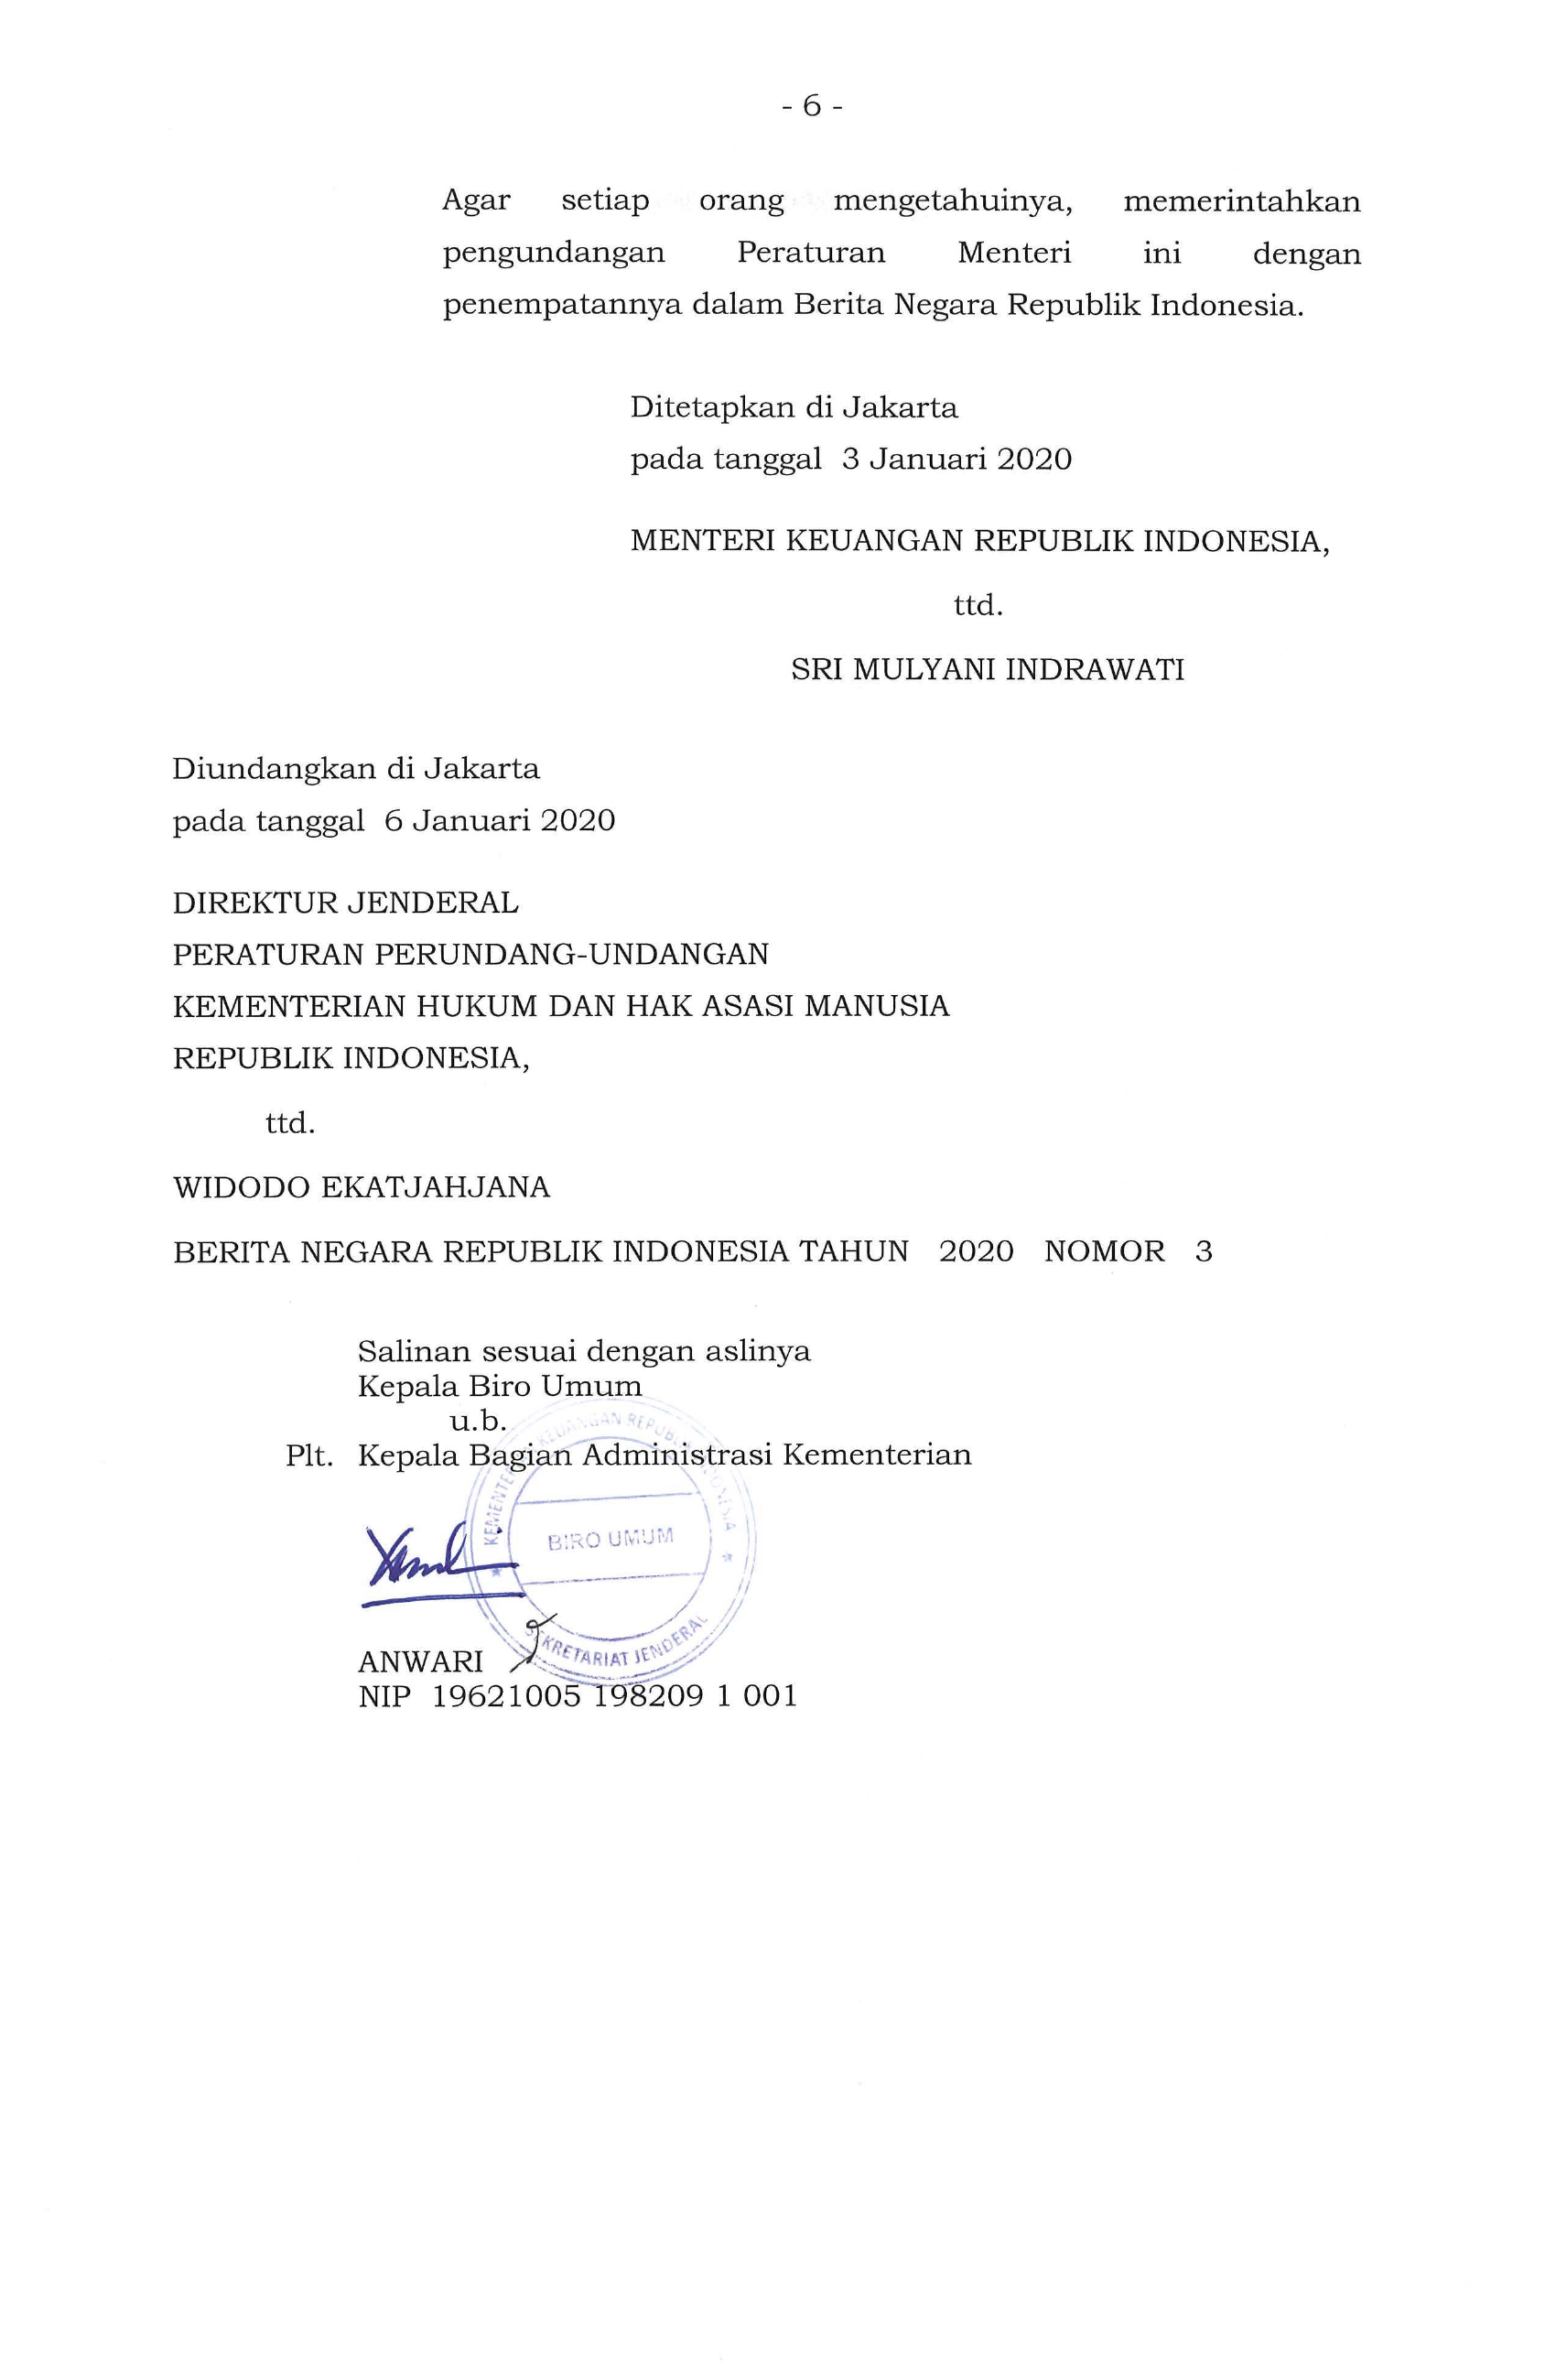 - 6 -
Agar setiap orang mengetahuinya, memerintahkan
pengundangan Peraturan Menteri ini dengan
penempatannya dalam Berita Negara Republik Indonesia.
Ditetapkan di Jakarta
pada tanggal 3 Januari 2020
MENTERI KEUANGAN REPUBLIK INDONESIA,
ttd.
SRI MULYANI INDRAWATI
Diundangkan di Jakarta
pada tanggal 6 Januari 2020
DIREKTUR JENDERAL
PERATURAN PERUNDANG-UNDANGAN
KEMENTERIAN HUKUM DAN HAK ASASI MANUSIA
REPUBLIK INDONESIA,
ttd.
WIDODO EKATJAHJANA
BERITA NEGARA REPUBLIK INDONESIA TAHUN 2020 NOMOR 3
Salinan sesuai dengan aslinya
Kepala Biro Umum
u.b.
Plt. Kepala Bagian Administrasi Kementerian
KEMENTERIAN KEUANGAN REPUBLIK INDONESIA
BIRO UMUM
SEKRETARIAT JENDERAL
ANWARI
NIP 19621005 198209 1 001